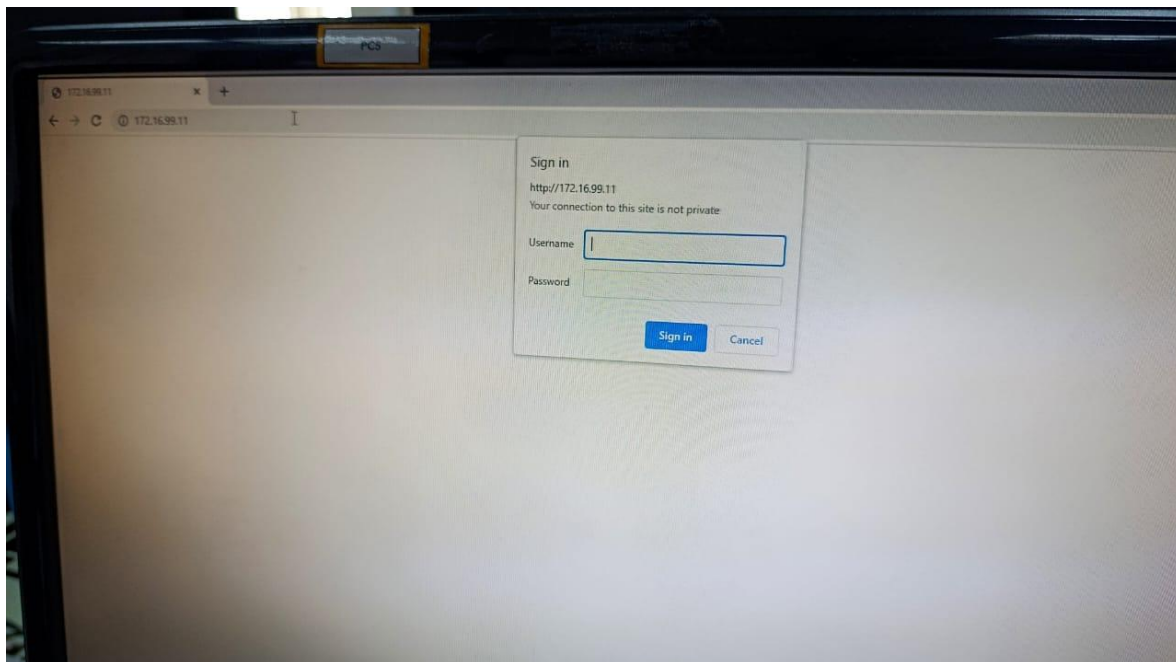 PCS
172.16.99.11
172.16.99.11
Sign in
http://172.16.99.11
Your connection to this site is not private
Username
Password
Sign in
Cancel